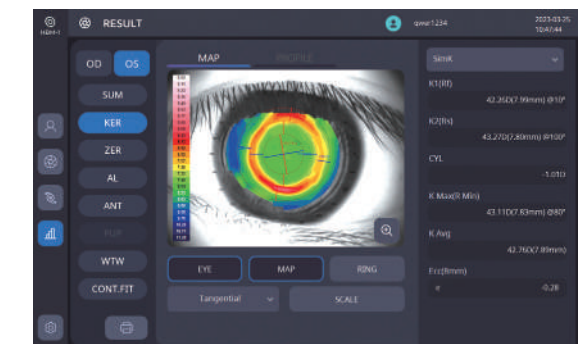 HBM-1
RESULT
qwer1234
2023-03-25
10:47:44
OD
OS
MAP
PROFILE
SimK
SUM
K1(Rf)
42.35D(7.99mm) @10°
KER
K2(Rs)
43.27D(7.80mm) @100°
ZER
CYL
-1.01D
AL
K Max(R Min)
43.11D(7.83mm) @80°
ANT
PUP
K Avg
42.76D(7.89mm)
WTW
EYE
MAP
RING
Ecc(8mm)
CONT.FIT
e
-0.28
Tangential
SCALE